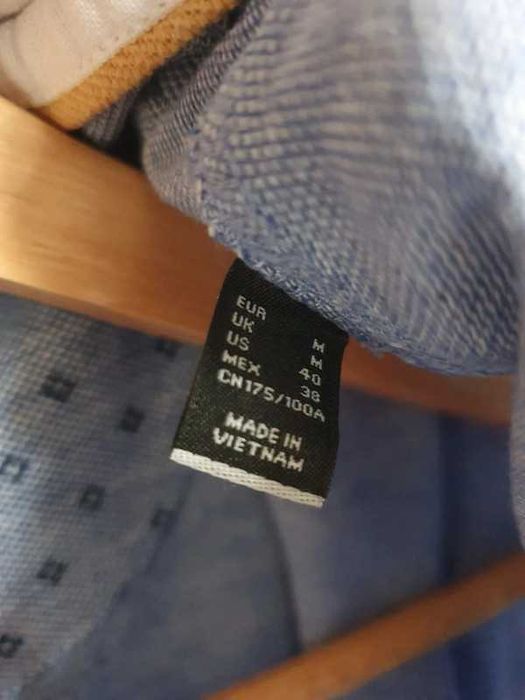 EUR M
UK M
US 40
MEX 38
CN175/100A
MADE IN
VIETNAM